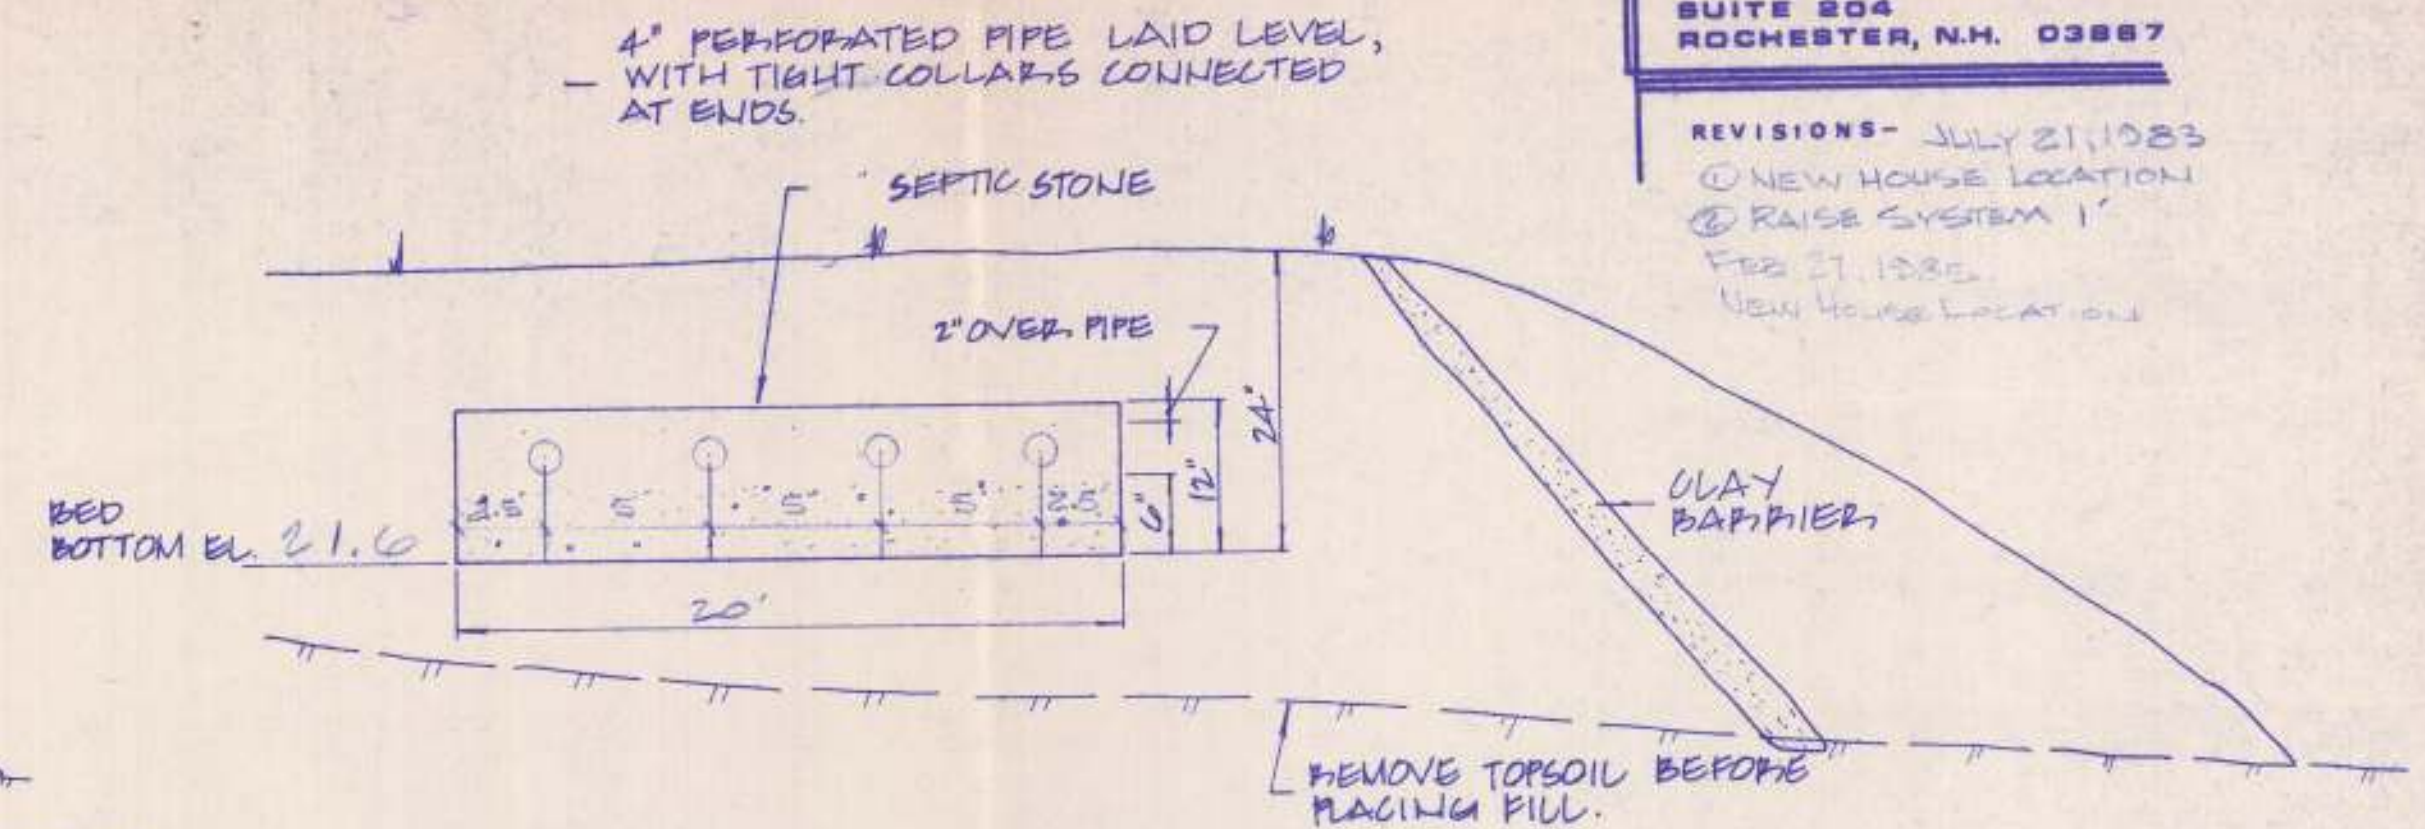 4" PERFORATED PIPE LAID LEVEL,
WITH TIGHT COLLARS CONNECTED
AT ENDS.
SUITE 204
ROCHESTER, N.H. 03867
REVISIONS- JULY 21, 1983
① NEW HOUSE LOCATION
② RAISE SYSTEM 1'
FEB 27, 1985
NEW HOUSE LOCATION
SEPTIC STONE
2" OVER PIPE
24"
12"
6"
2.5' 5' 5' 5' 2.5'
BED
BOTTOM EL. 21.6
20'
CLAY
BARRIER
REMOVE TOPSOIL BEFORE
PLACING FILL.